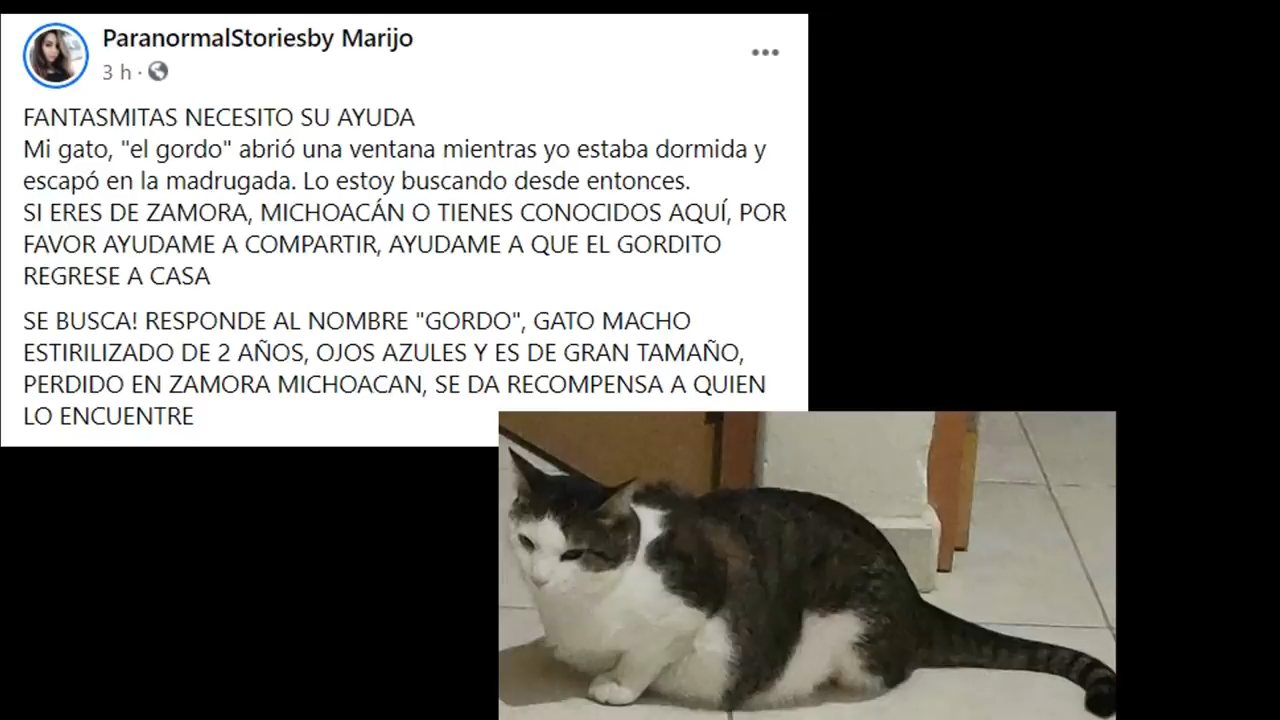 ParanormalStoriesby Marijo
3 h ·
FANTASMITAS NECESITO SU AYUDA
Mi gato, "el gordo" abrió una ventana mientras yo estaba dormida y
escapó en la madrugada. Lo estoy buscando desde entonces.
SI ERES DE ZAMORA, MICHOACÁN O TIENES CONOCIDOS AQUÍ, POR
FAVOR AYUDAME A COMPARTIR, AYUDAME A QUE EL GORDITO
REGRESE A CASA
SE BUSCA! RESPONDE AL NOMBRE "GORDO", GATO MACHO
ESTIRILIZADO DE 2 AÑOS, OJOS AZULES Y ES DE GRAN TAMAÑO,
PERDIDO EN ZAMORA MICHOACAN, SE DA RECOMPENSA A QUIEN
LO ENCUENTRE